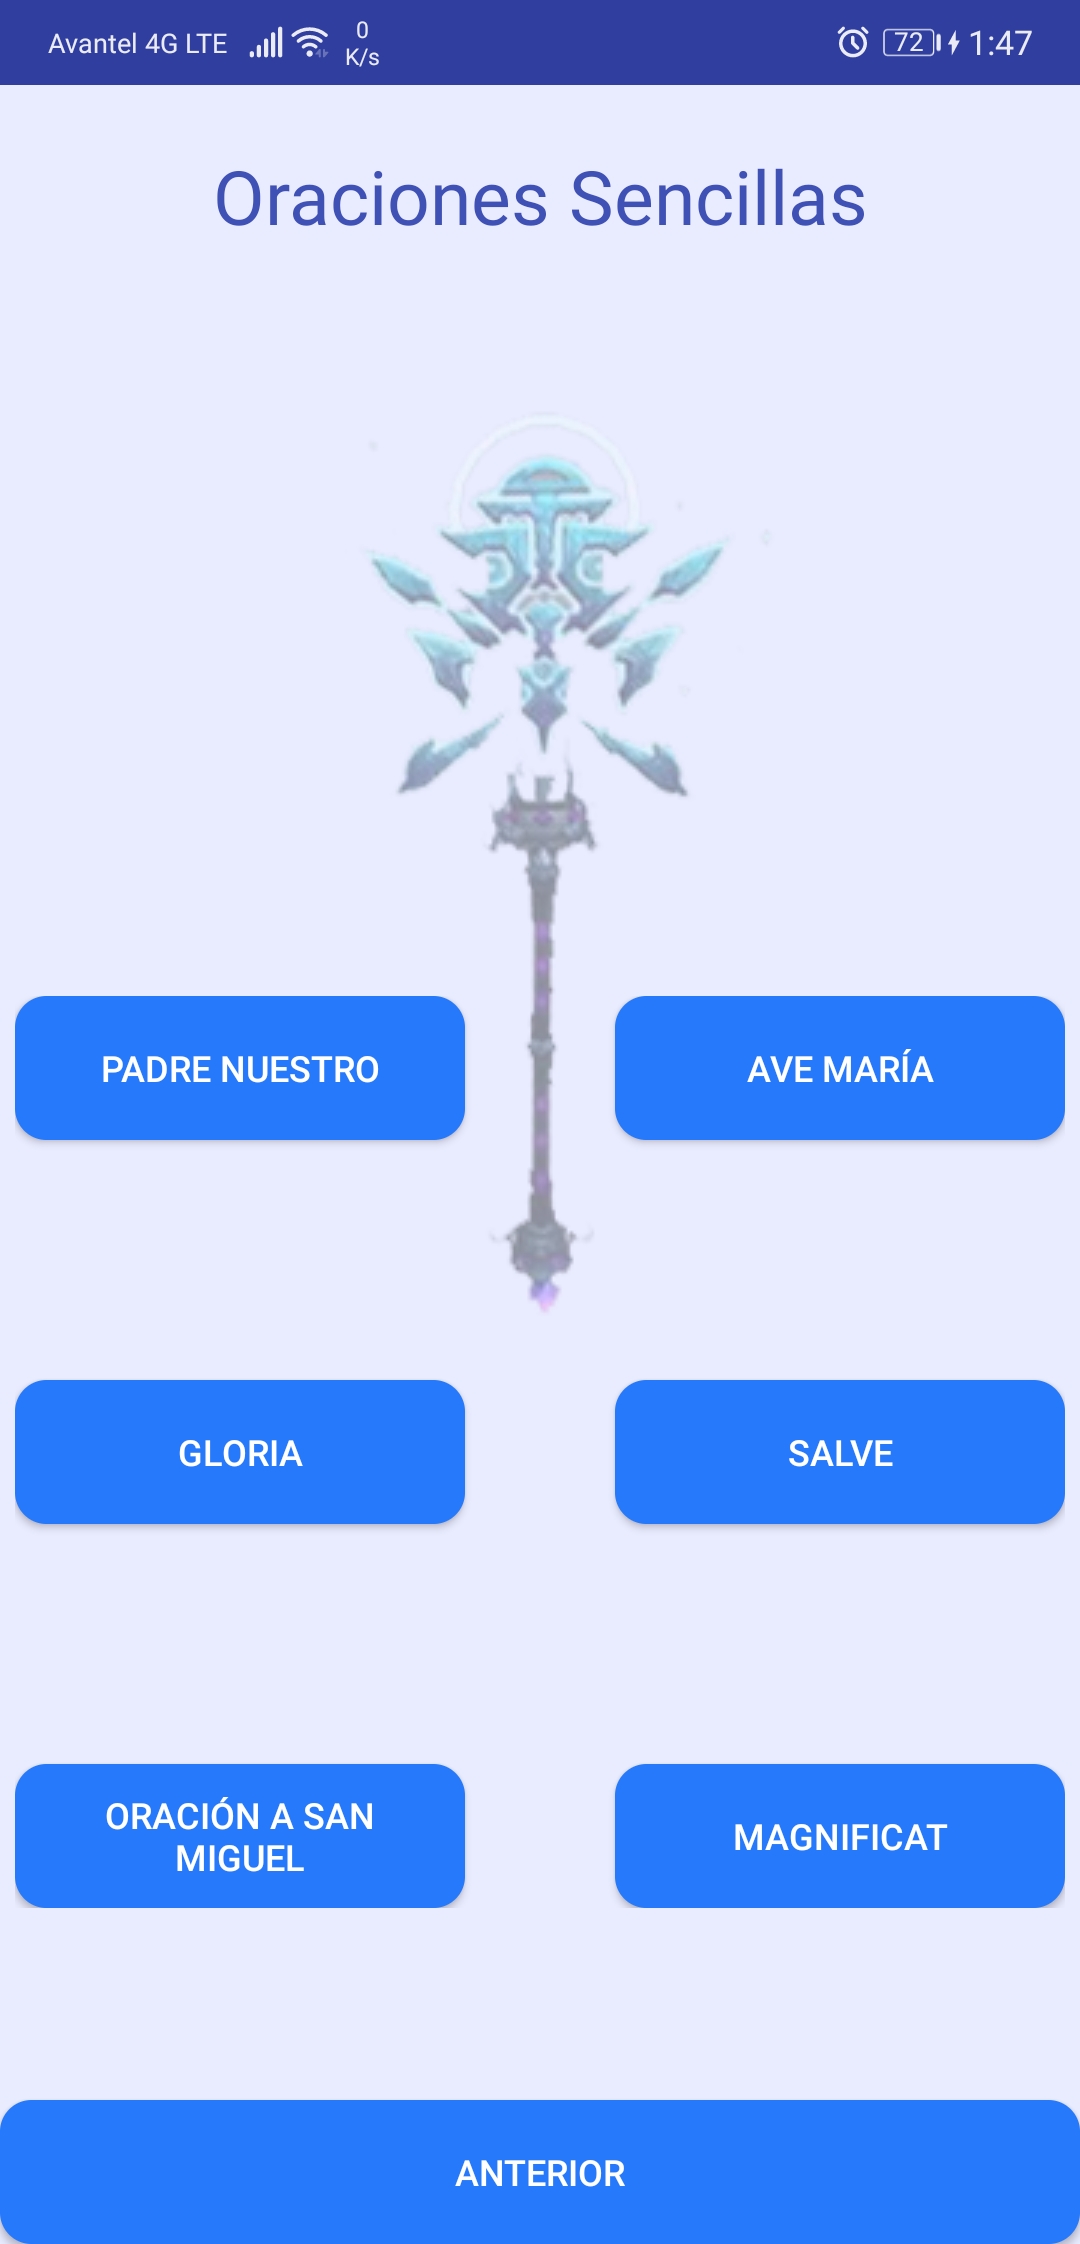 Avantel 4G LTE 0 K/s 72 1:47
Oraciones Sencillas
PADRE NUESTRO
AVE MARÍA
GLORIA
SALVE
ORACIÓN A SAN
MIGUEL
MAGNIFICAT
ANTERIOR